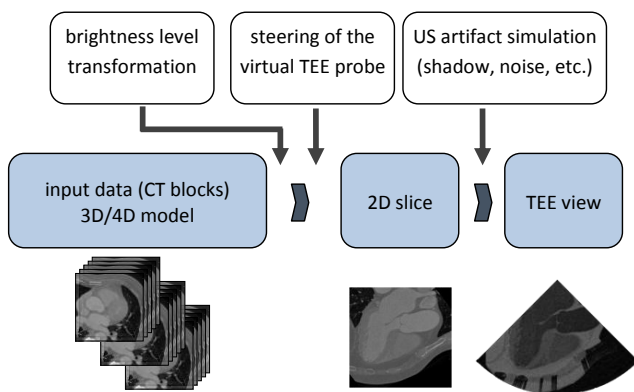 brightness level
transformation
steering of the
virtual TEE probe
US artifact simulation
(shadow, noise, etc.)
input data (CT blocks)
3D/4D model
2D slice
TEE view